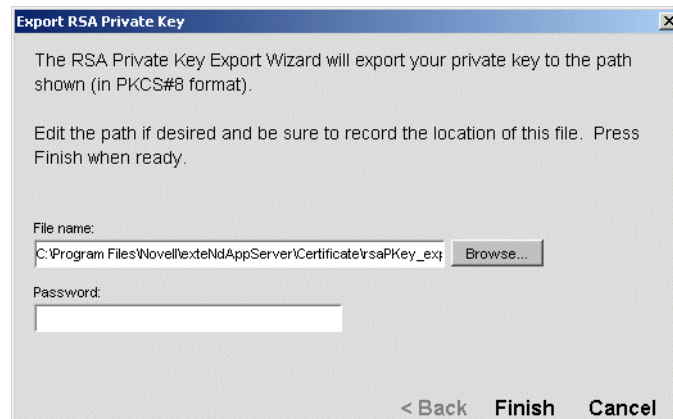 Export RSA Private Key
The RSA Private Key Export Wizard will export your private key to the path
shown (in PKCS#8 format).
Edit the path if desired and be sure to record the location of this file. Press
Finish when ready.
File name:
C:\Program Files\Novell\exteNdAppServer\Certificate\rsaPKey_exp
Browse...
Password:
< Back Finish Cancel